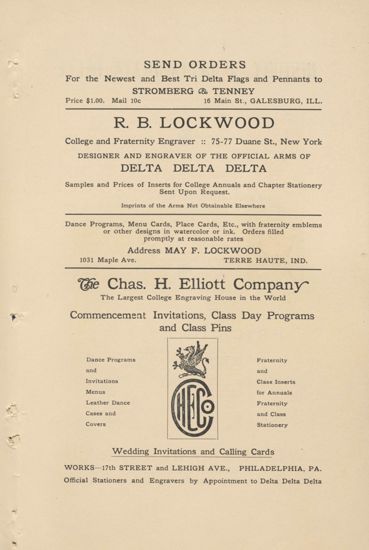 SEND ORDERS
For the Newest and Best Tri Delta Flags and Pennants to
STROMBERG & TENNEY
Price $1.00. Mail 10c 16 Main St., GALESBURG, ILL.
R. B. LOCKWOOD
College and Fraternity Engraver :: 75-77 Duane St., New York
DESIGNER AND ENGRAVER OF THE OFFICIAL ARMS OF
DELTA DELTA DELTA
Samples and Prices of Inserts for College Annuals and Chapter Stationery
Sent Upon Request.
Imprints of the Arms Not Obtainable Elsewhere
Dance Programs, Menu Cards, Place Cards, Etc., with fraternity emblems
or other designs in watercolor or ink. Orders filled
promptly at reasonable rates
Address MAY F. LOCKWOOD
1031 Maple Ave. TERRE HAUTE, IND.
The Chas. H. Elliott Company
The Largest College Engraving House in the World
Commencement Invitations, Class Day Programs
and Class Pins
Dance Programs
and
Invitations
Menus
Leather Dance
Cases and
Covers
CHECo
Fraternity
and
Class Inserts
for Annuals
Fraternity
and Class
Stationery
Wedding Invitations and Calling Cards
WORKS—17th STREET and LEHIGH AVE., PHILADELPHIA, PA.
Official Stationers and Engravers by Appointment to Delta Delta Delta